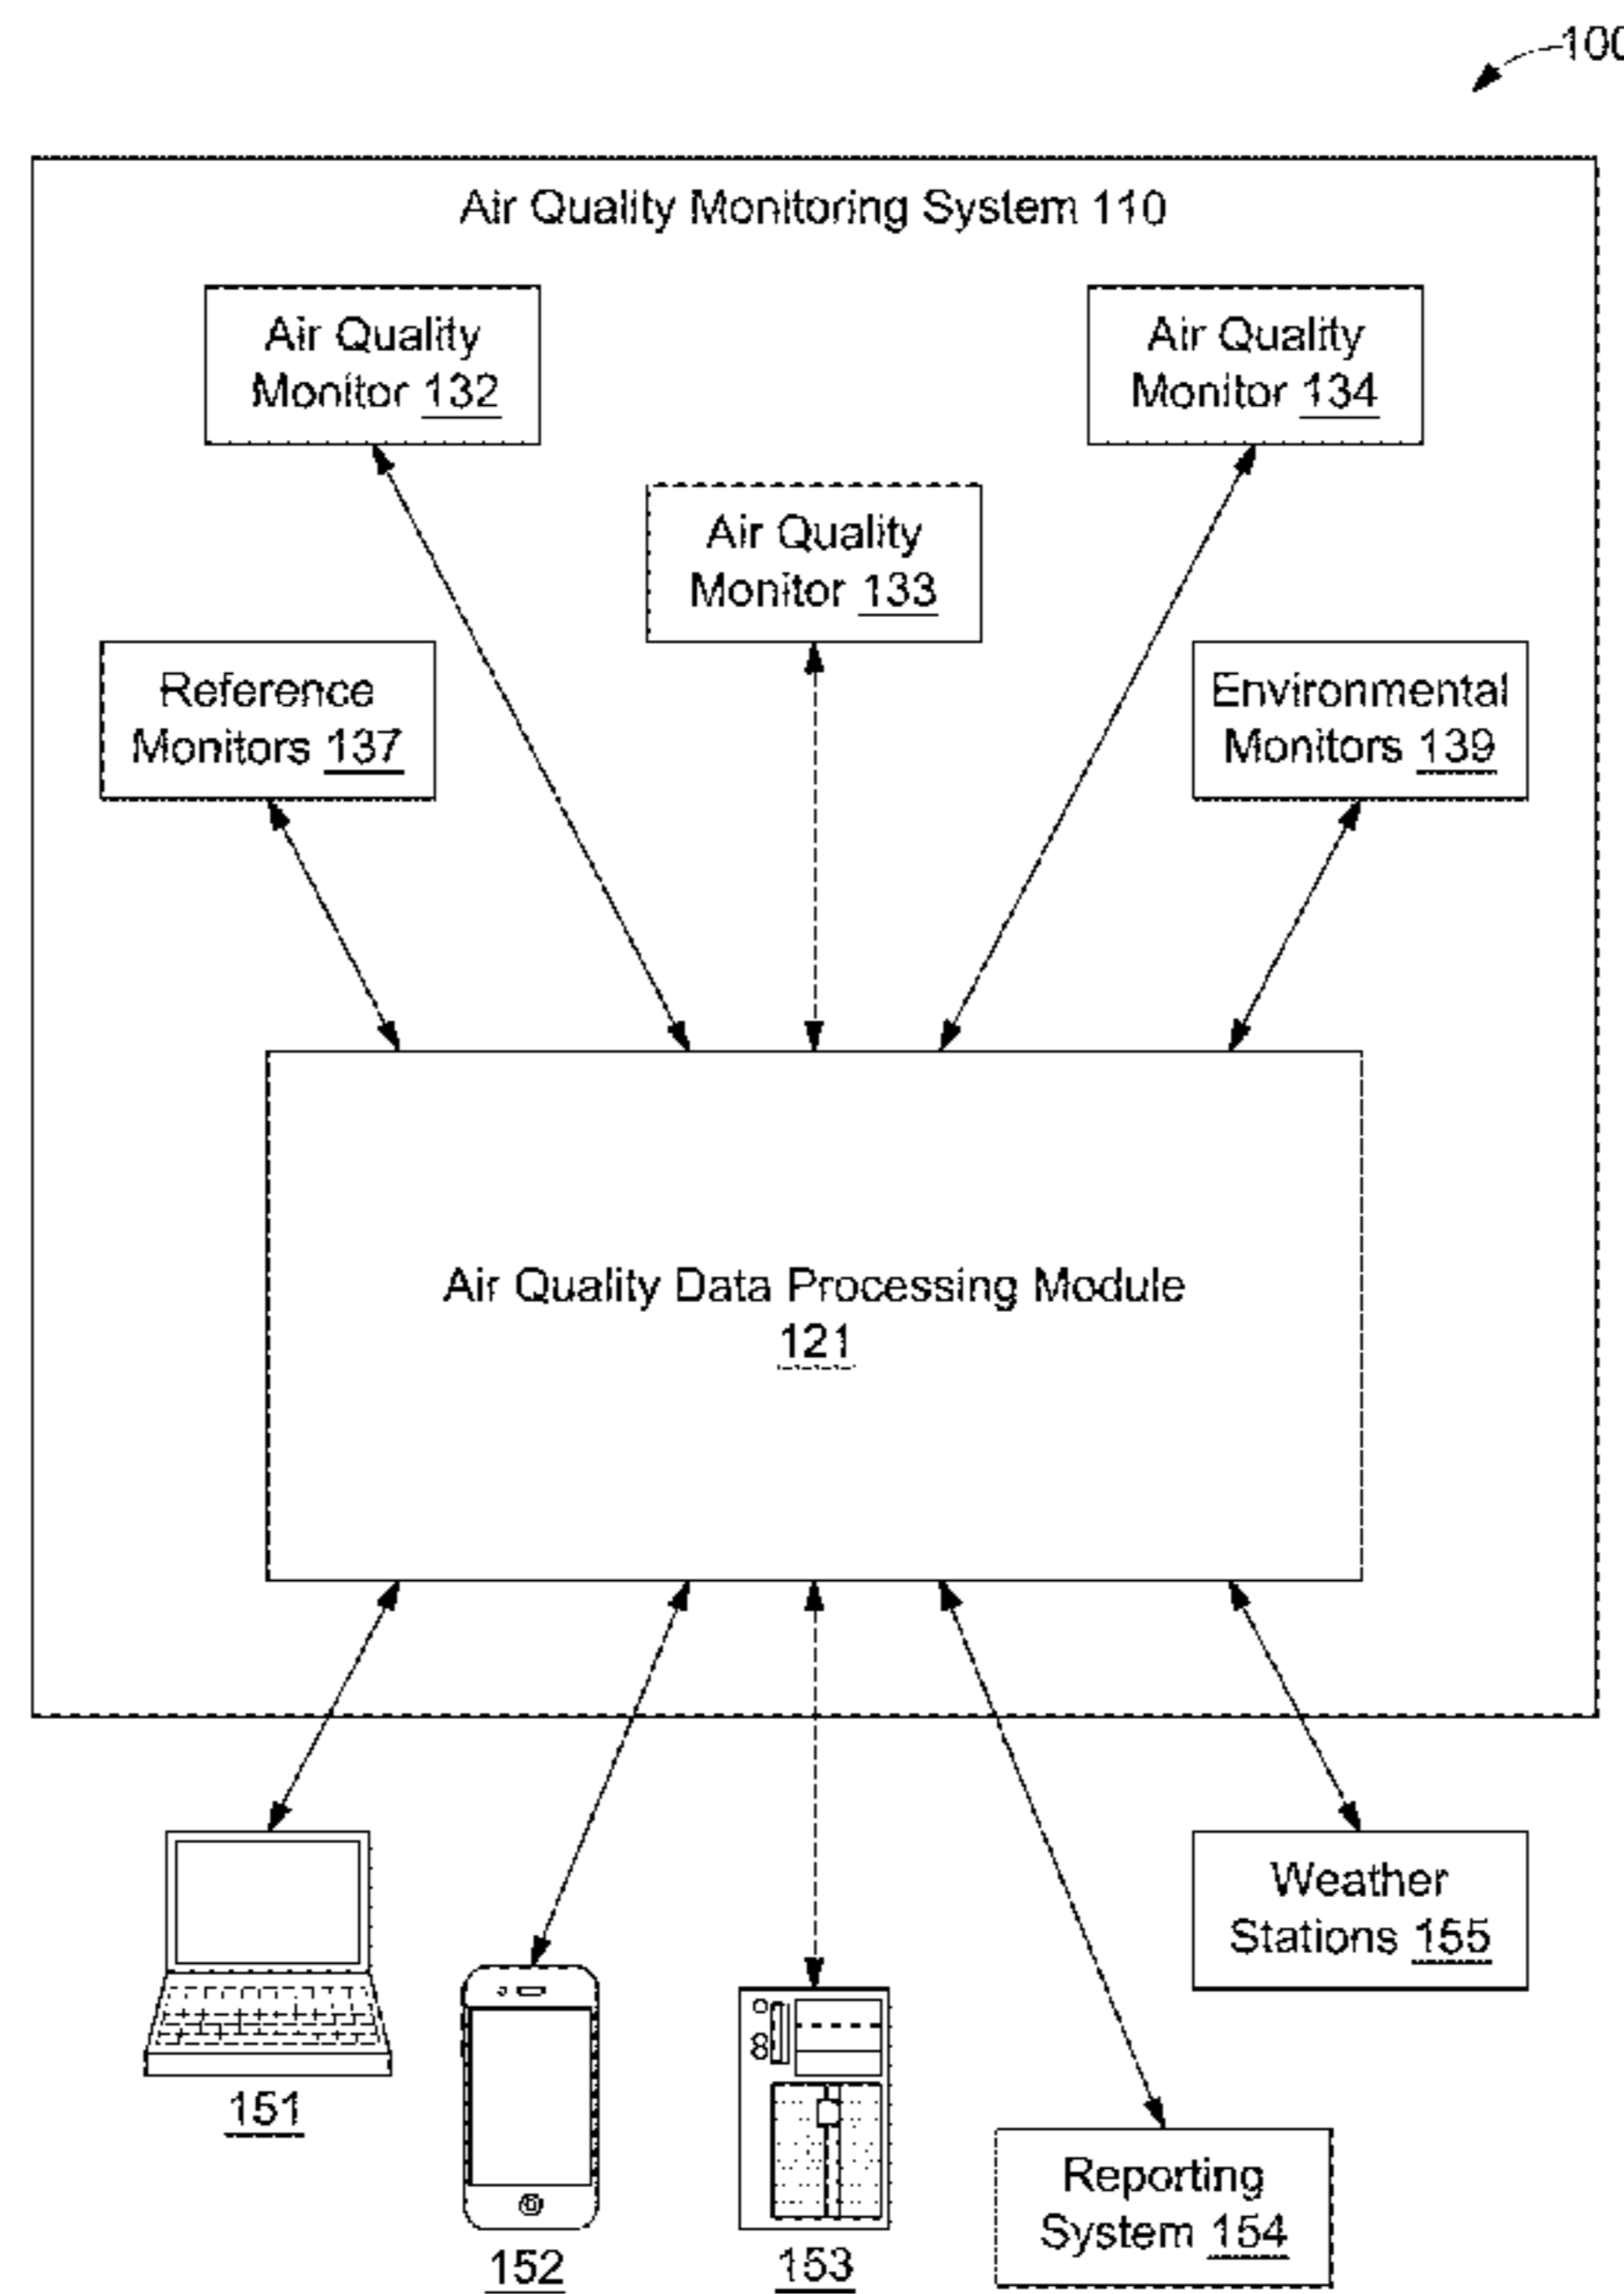 100
Air Quality Monitoring System 110
Air Quality
Monitor 132
Air Quality
Monitor 134
Air Quality
Monitor 133
Reference
Monitors 137
Environmental
Monitors 139
Air Quality Data Processing Module
121
Weather
Stations 155
151
Reporting
System 154
152
153